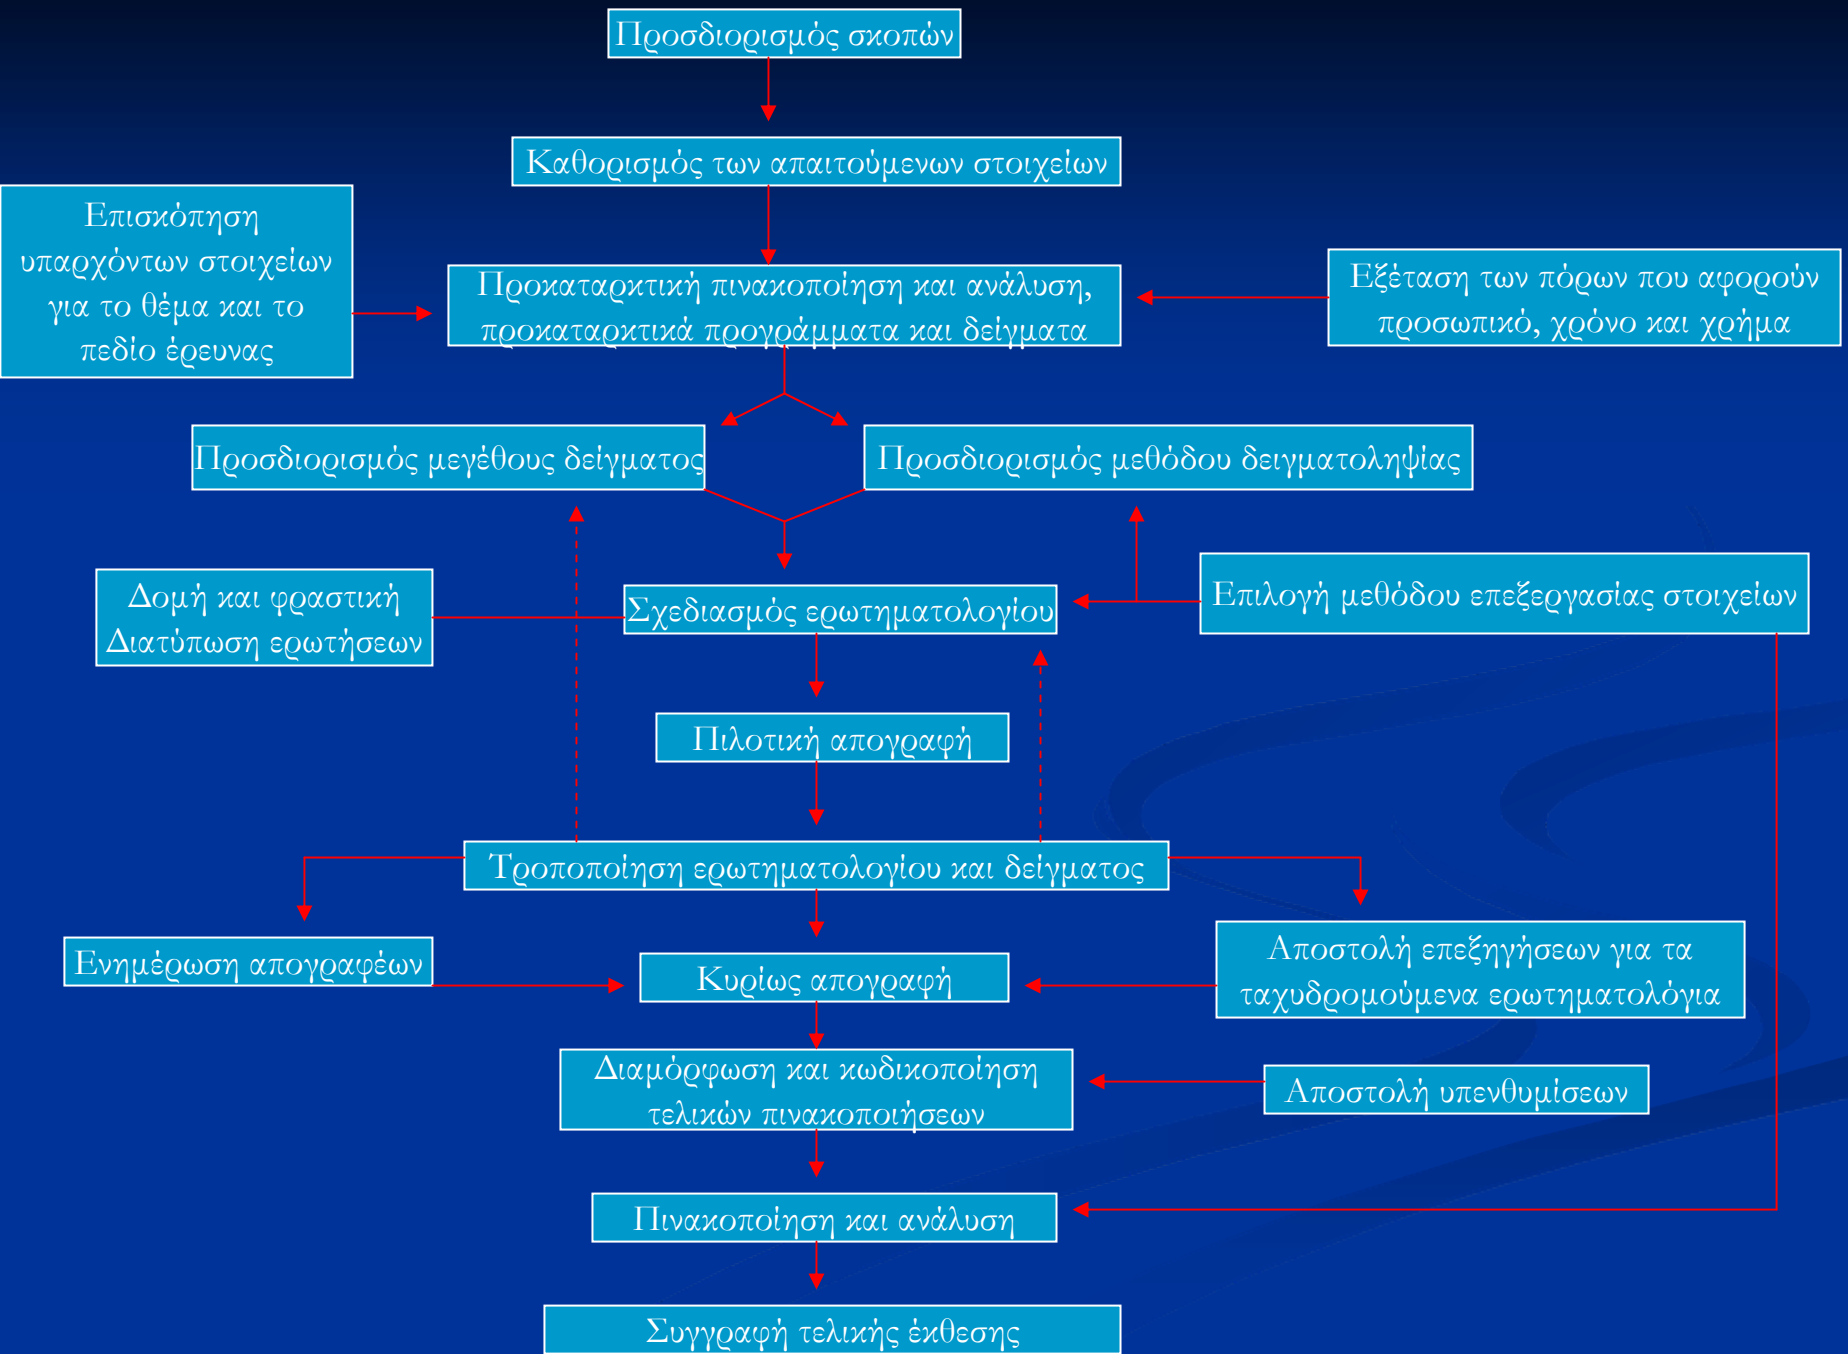 Προσδιορισμός σκοπών
Καθορισμός των απαιτούμενων στοιχείων
Επισκόπηση
υπαρχόντων στοιχείων
για το θέμα και το
πεδίο έρευνας
Προκαταρκτική πινακοποίηση και ανάλυση,
προκαταρκτικά προγράμματα και δείγματα
Εξέταση των πόρων που αφορούν
προσωπικό, χρόνο και χρήμα
Προσδιορισμός μεγέθους δείγματος
Προσδιορισμός μεθόδου δειγματοληψίας
Δομή και φραστική
Διατύπωση ερωτήσεων
Σχεδιασμός ερωτηματολογίου
Επιλογή μεθόδου επεξεργασίας στοιχείων
Πιλοτική απογραφή
Τροποποίηση ερωτηματολογίου και δείγματος
Ενημέρωση απογραφέων
Κυρίως απογραφή
Αποστολή επεξηγήσεων για τα
ταχυδρομούμενα ερωτηματολόγια
Διαμόρφωση και κωδικοποίηση
τελικών πινακοποιήσεων
Αποστολή υπενθυμίσεων
Πινακοποίηση και ανάλυση
Συγγραφή τελικής έκθεσης